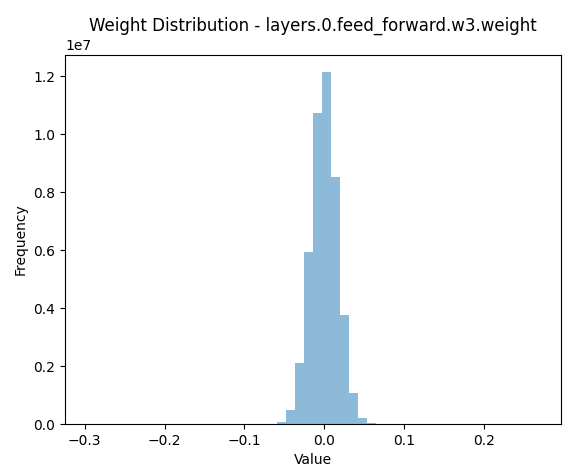 Weight Distribution - layers.0.feed_forward.w3.weight
1e7
1.2
1.0
0.8
0.6
0.4
0.2
0.0
Frequency
−0.3 −0.2 −0.1 0.0 0.1 0.2
Value